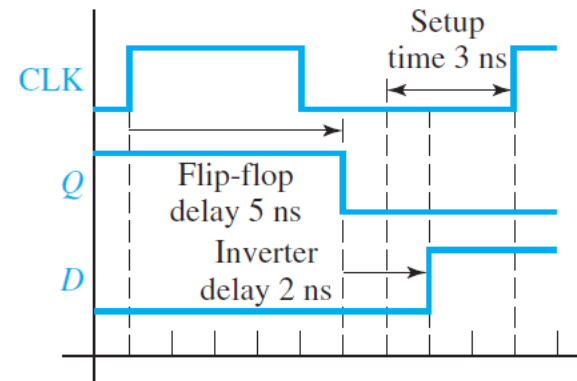 Setup
time 3 ns
CLK
Q
Flip-flop
delay 5 ns
Inverter
delay 2 ns
D